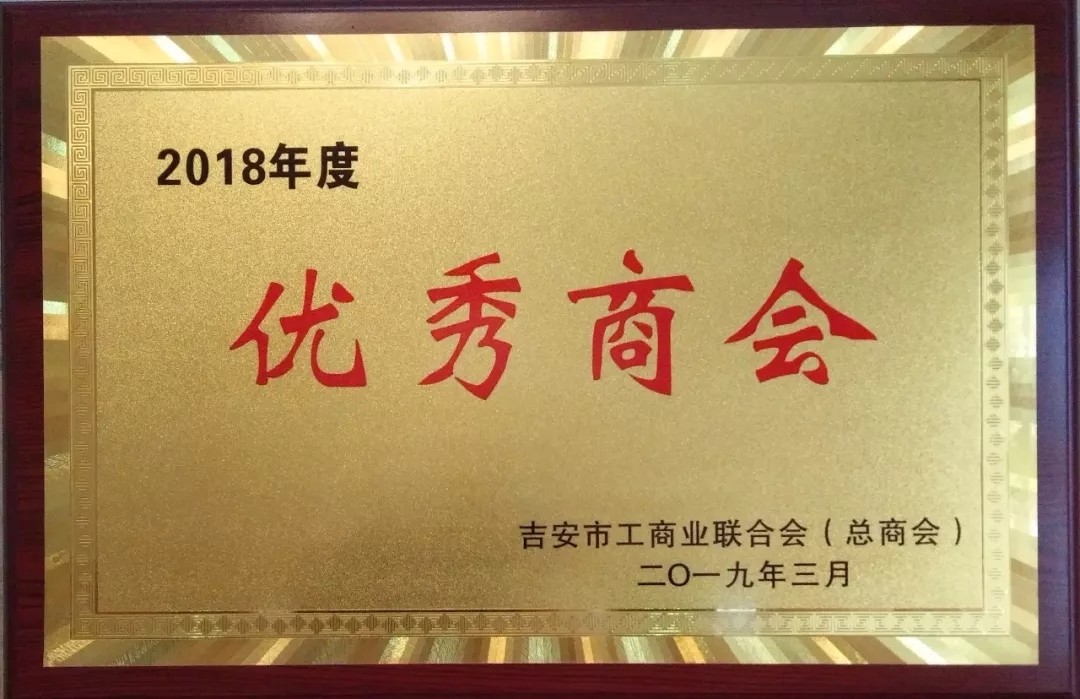 2018年度
优秀商会
吉安市工商业联合会（总商会）
二〇一九年三月